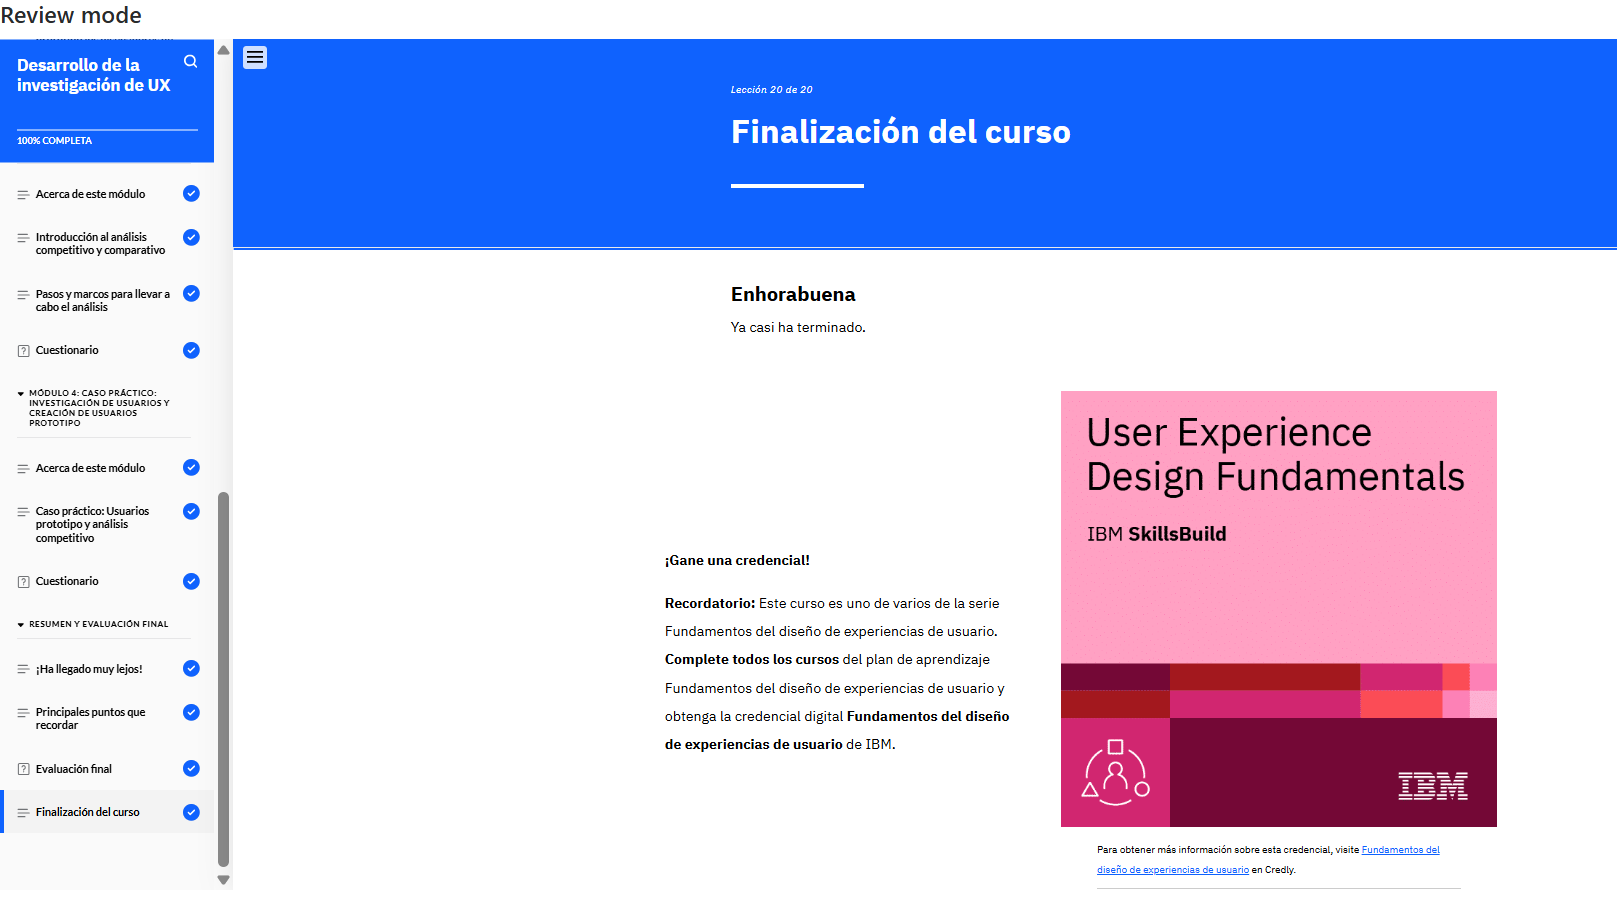 Review mode
Desarrollo de la
investigación de UX
100% COMPLETA
Acerca de este módulo
Introducción al análisis
competitivo y comparativo
Pasos y marcos para llevar a
cabo el análisis
Cuestionario
MÓDULO 4: CASO PRÁCTICO:
INVESTIGACIÓN DE USUARIOS Y
CREACIÓN DE USUARIOS
PROTOTIPO
Acerca de este módulo
Caso práctico: Usuarios
prototipo y análisis
competitivo
Cuestionario
RESUMEN Y EVALUACIÓN FINAL
¡Ha llegado muy lejos!
Principales puntos que
recordar
Evaluación final
Finalización del curso
Lección 20 de 20
Finalización del curso
Enhorabuena
Ya casi ha terminado.
¡Gane una credencial!
Recordatorio: Este curso es uno de varios de la serie
Fundamentos del diseño de experiencias de usuario.
Complete todos los cursos del plan de aprendizaje
Fundamentos del diseño de experiencias de usuario y
obtenga la credencial digital Fundamentos del diseño
de experiencias de usuario de IBM.
User Experience
Design Fundamentals
IBM SkillsBuild
IBM
Para obtener más información sobre esta credencial, visite Fundamentos del
diseño de experiencias de usuario en Credly.